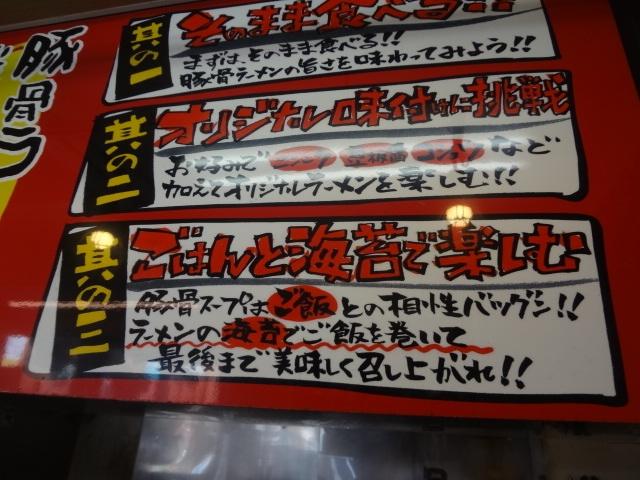 豚骨ラ
其の一
そのまま食べる!!
まずは、そのまま食べる!!
豚骨ラーメンの旨さを味わってみよう!!
其の二
オリジナル味付けに挑戦
お好みで
など
加えてオリジナルラーメンを楽しむ!!
其の三
ごはんと海苔で楽しむ
豚骨スープはご飯との相性バツグン!!
ラーメンの海苔でご飯を巻いて
最後まで美味しく召し上がれ!!